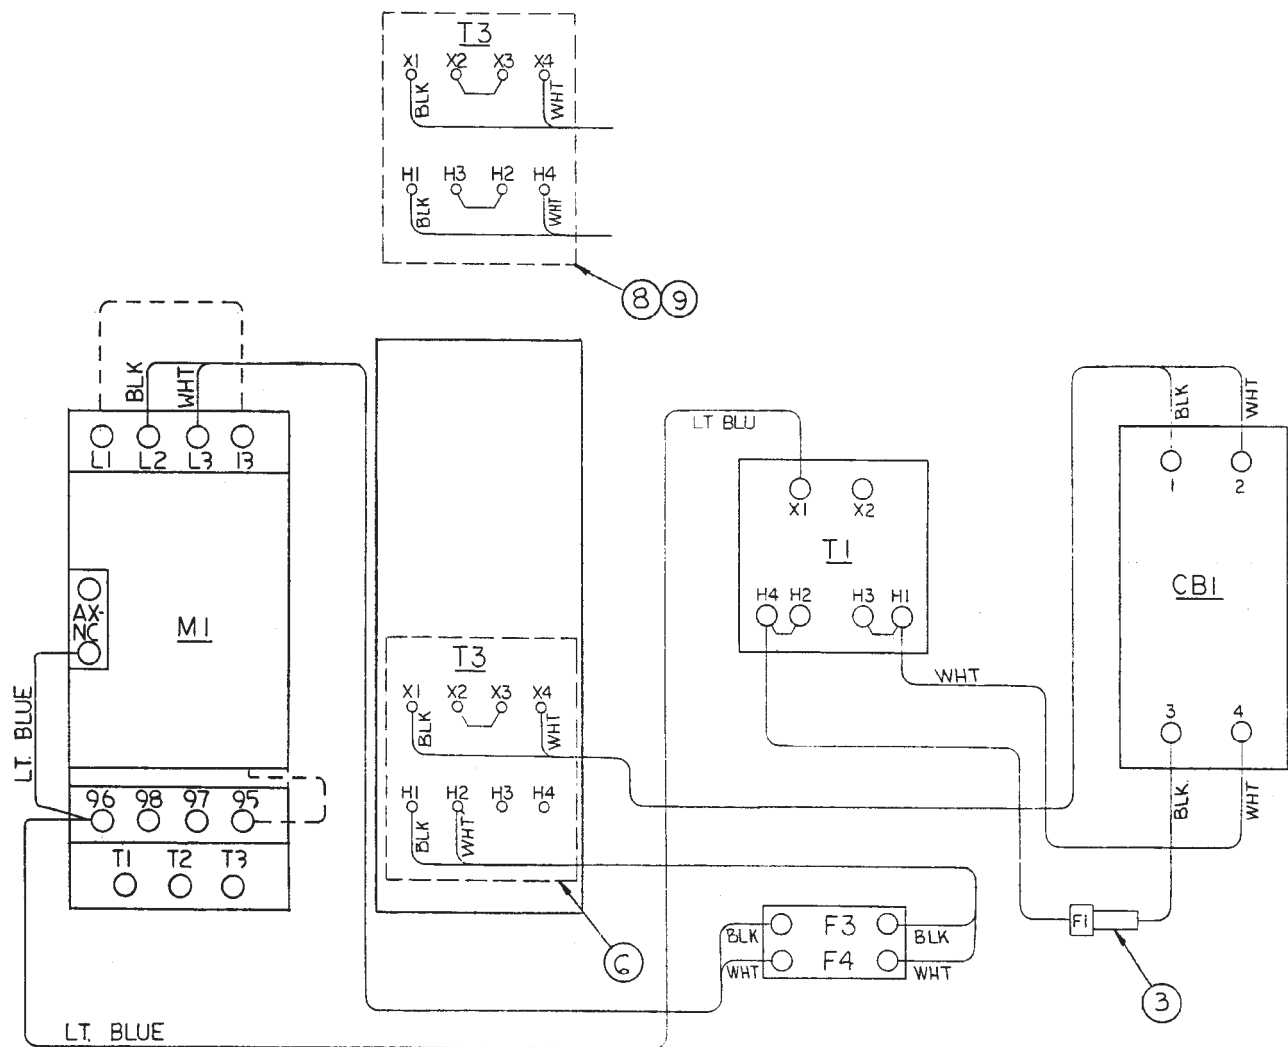 T3
X1 X2 X3 X4
BLK WHT
H1 H3 H2 H4
BLK WHT
8 9
BLK WHT
L1 L2 L3 13
AX-
NC
M1
LT. BLUE
96 98 97 95
T1 T2 T3
LT. BLUE
T3
X1 X2 X3 X4
BLK WHT
H1 H2 H3 H4
BLK WHT
6
LT BLU
X1 X2
T1
H4 H2 H3 H1
WHT
BLK WHT
1 2
CB1
3 4
BLK. WHT
F1
3
BLK F3 BLK
WHT F4 WHT